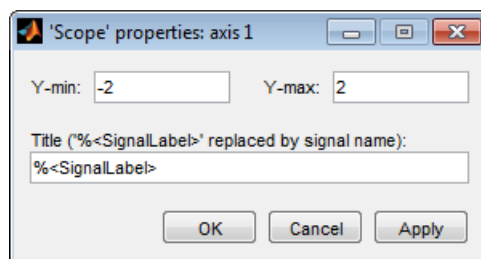 'Scope' properties: axis 1
Y-min: -2 Y-max: 2
Title ('%<SignalLabel>' replaced by signal name):
%<SignalLabel>
OK Cancel Apply